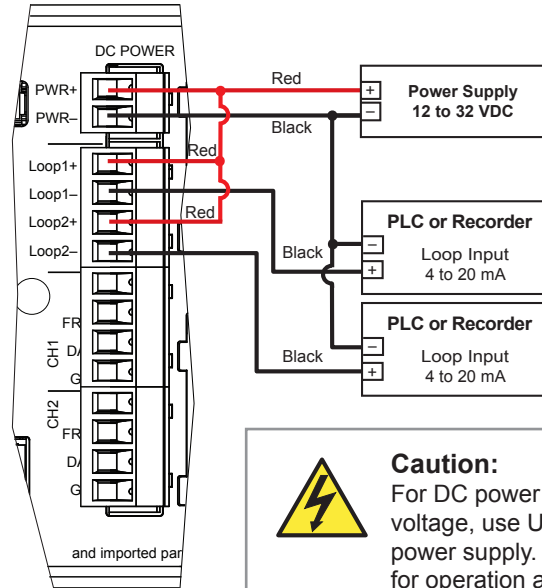 DC POWER
PWR+
PWR–
Loop1+
Loop1–
Loop2+
Loop2–
CH1
FR
G
CH2
FR
G
and imported
Red
Black
Red
Red
Black
Black
+
–
Power Supply
12 to 32 VDC
PLC or Recorder
–
+
Loop Input
4 to 20 mA
PLC or Recorder
–
+
Loop Input
4 to 20 mA
Caution:
For DC power
voltage, use
power supply.
for operation